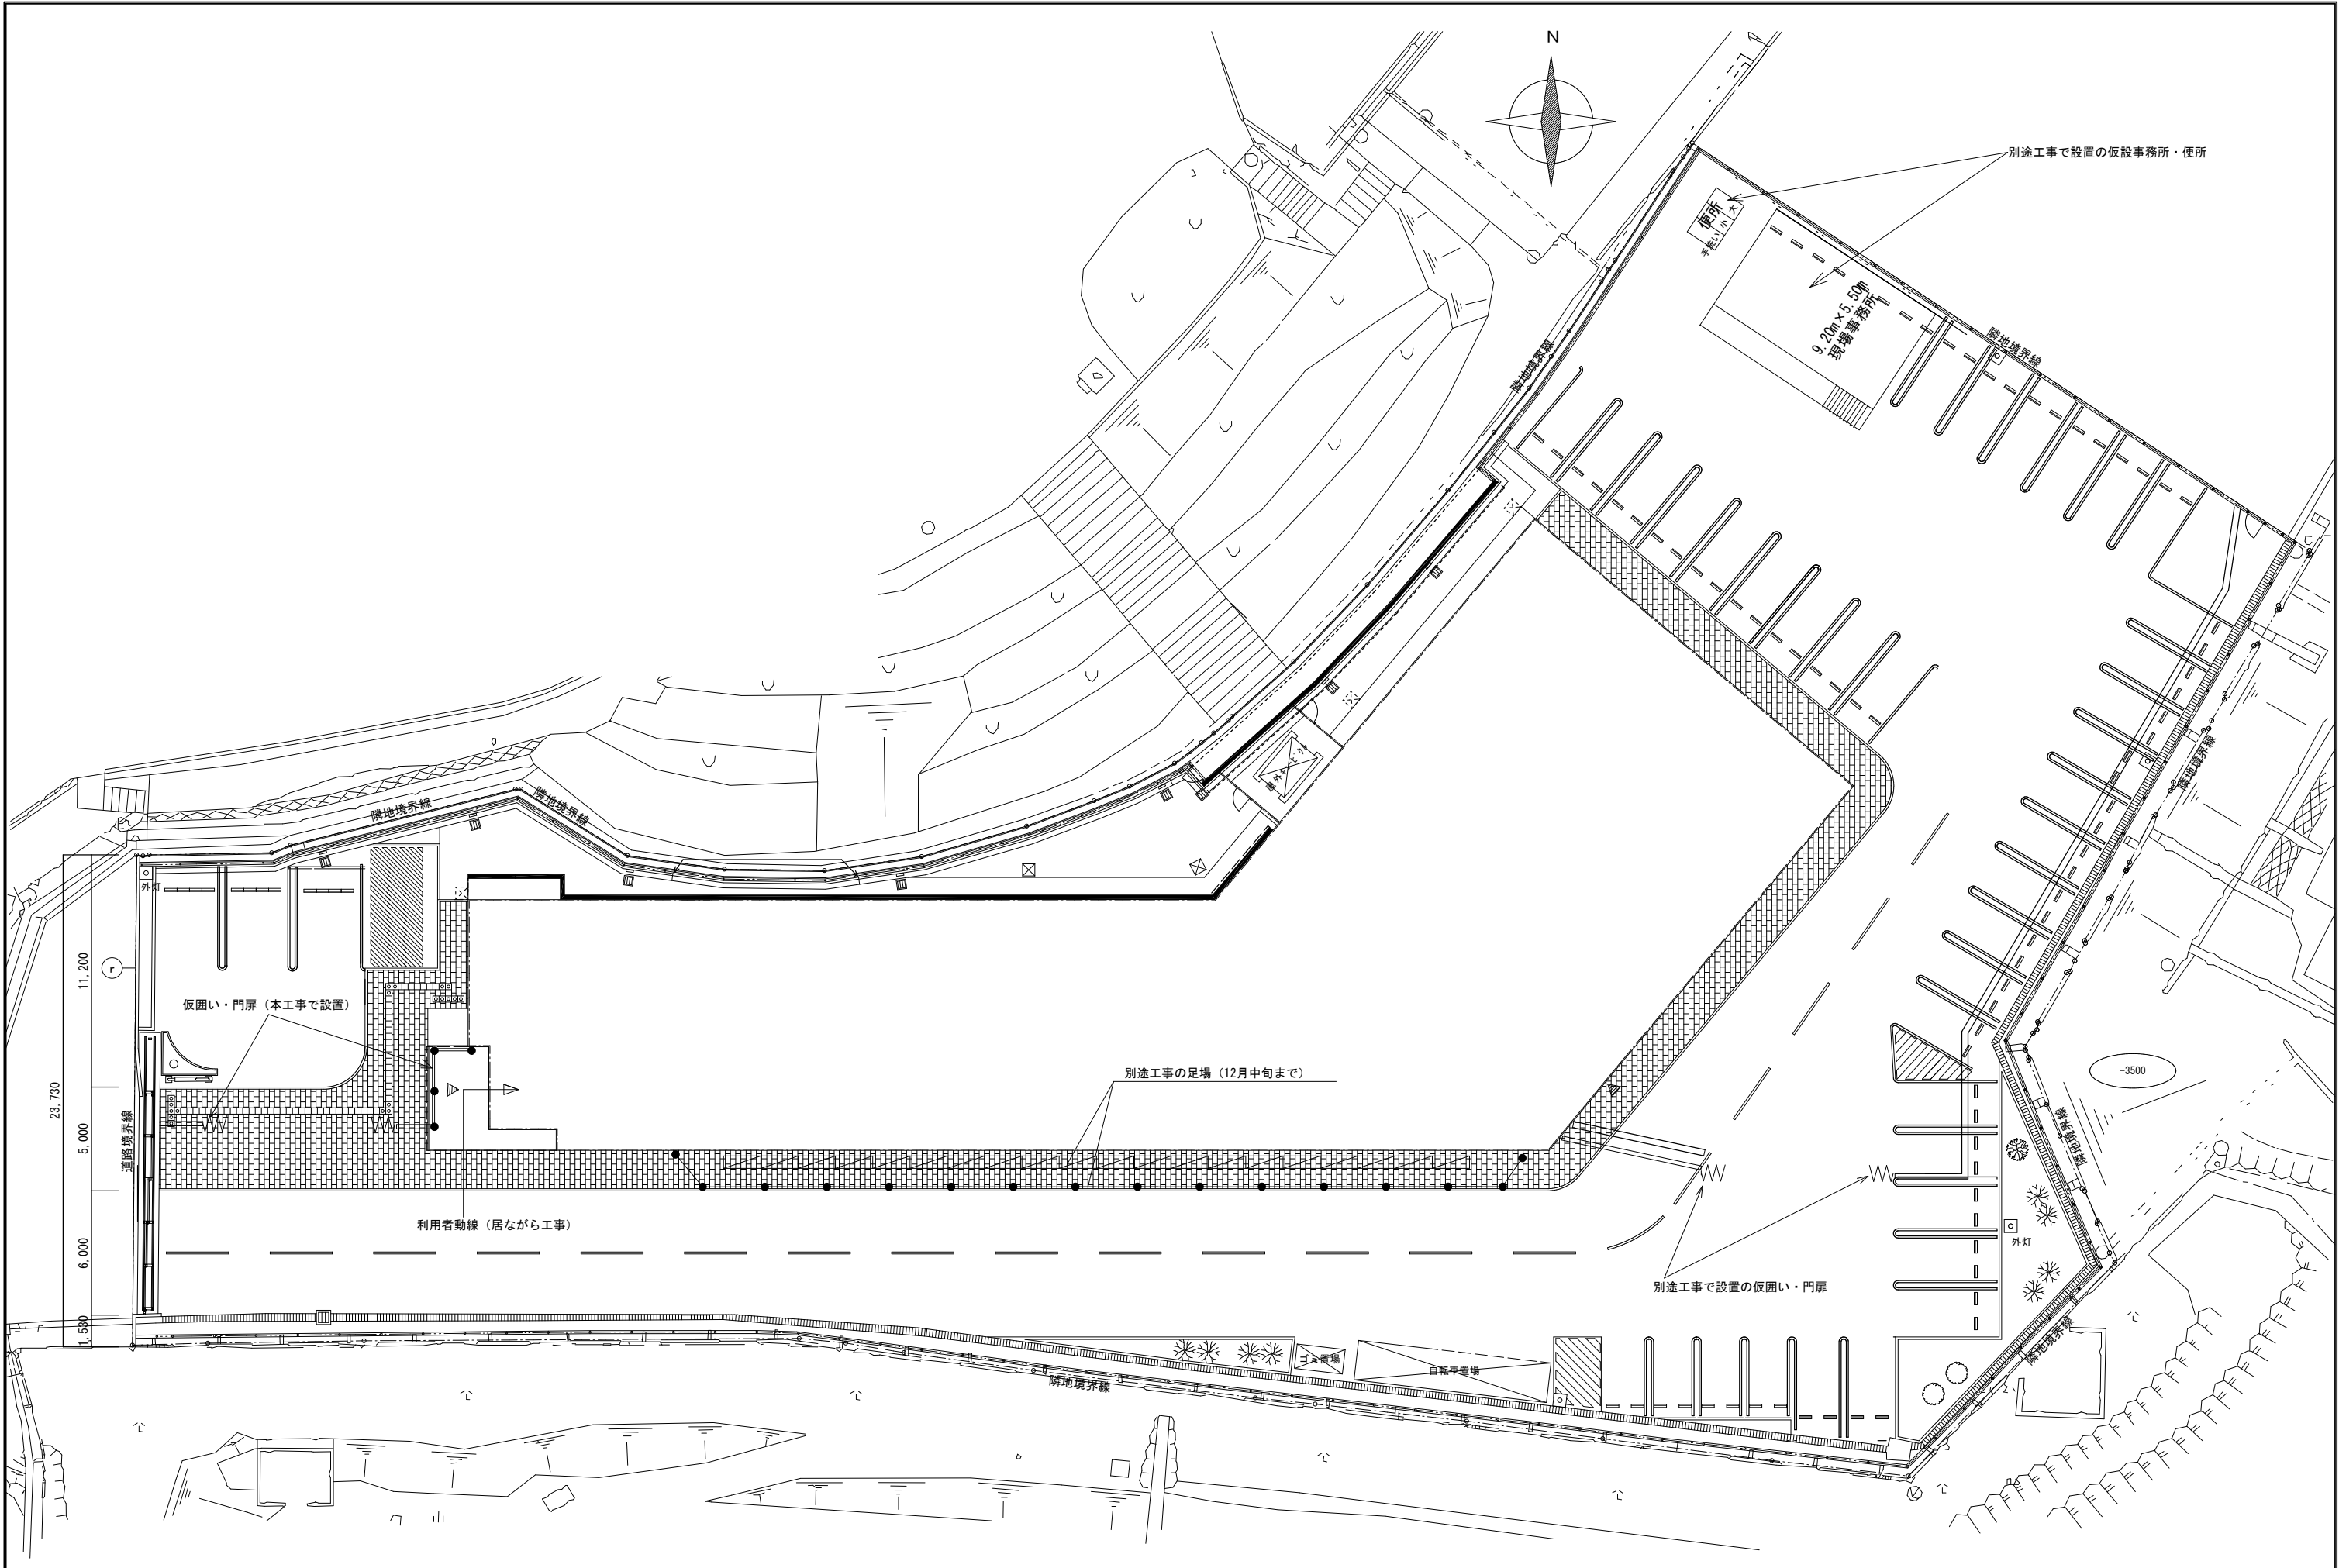 N
別途工事で設置の仮設事務所・便所
便所
大
小
手洗い
9.20m×5.50m
現場事務所
隣地境界線
隣地境界線
隣地境界線
隣地境界線
隣地境界線
外灯
11.200
r
仮囲い・門扉（本工事で設置）
23.730
5.000
道路境界線
別途工事の足場（12月中旬まで）
-3500
隣地境界線
利用者動線（居ながら工事）
6.000
外灯
別途工事で設置の仮囲い・門扉
1.530
隣地境界線
ゴミ置場
自転車置場
隣地境界線